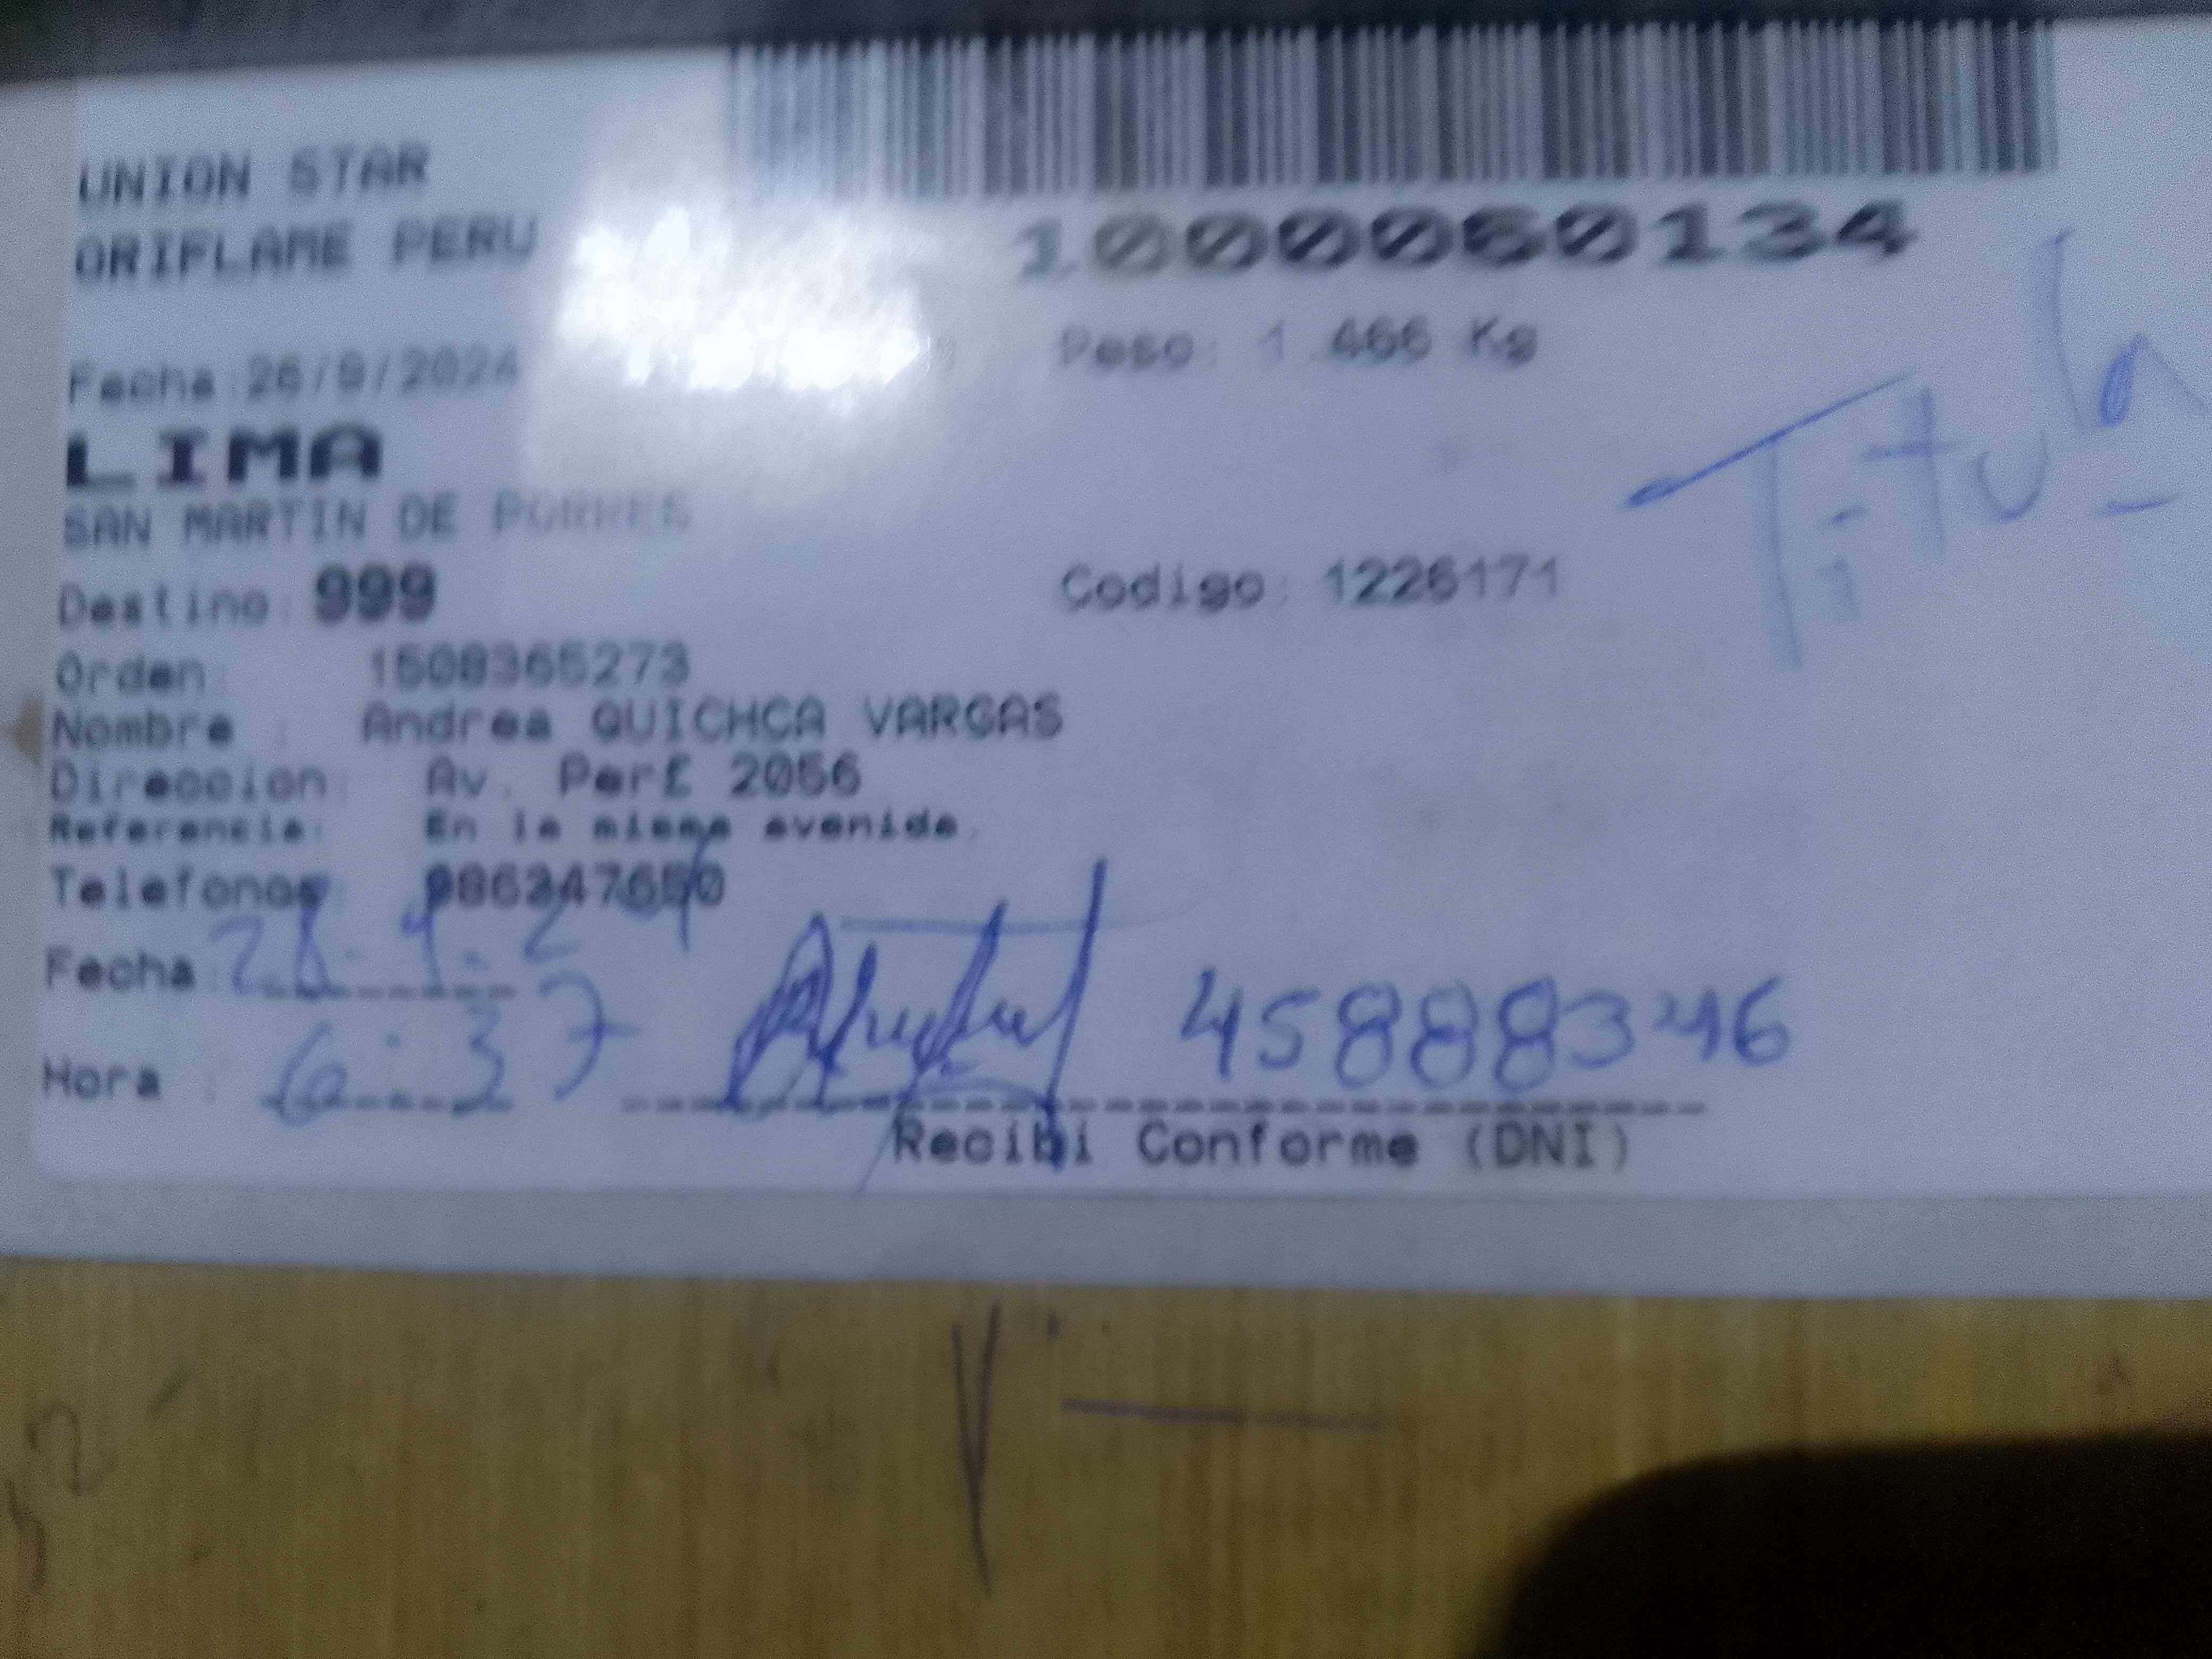 UNION STAR
ORIFLAME PERU
1000060134
Fecha:26/9/2024
Peso: 1.466 Kg
LIMA
SAN MARTIN DE PORRES
Titula
Destino: 999
Codigo: 1226171
Orden: 1508365273
Nombre : Andrea QUICHCA VARGAS
Direccion: Av. Per£ 2056
Referencia: En la misma avenida.
Telefonos: 986347650
Fecha: 28.9.24
Hora : 6:37
45888346
Recibi Conforme (DNI)